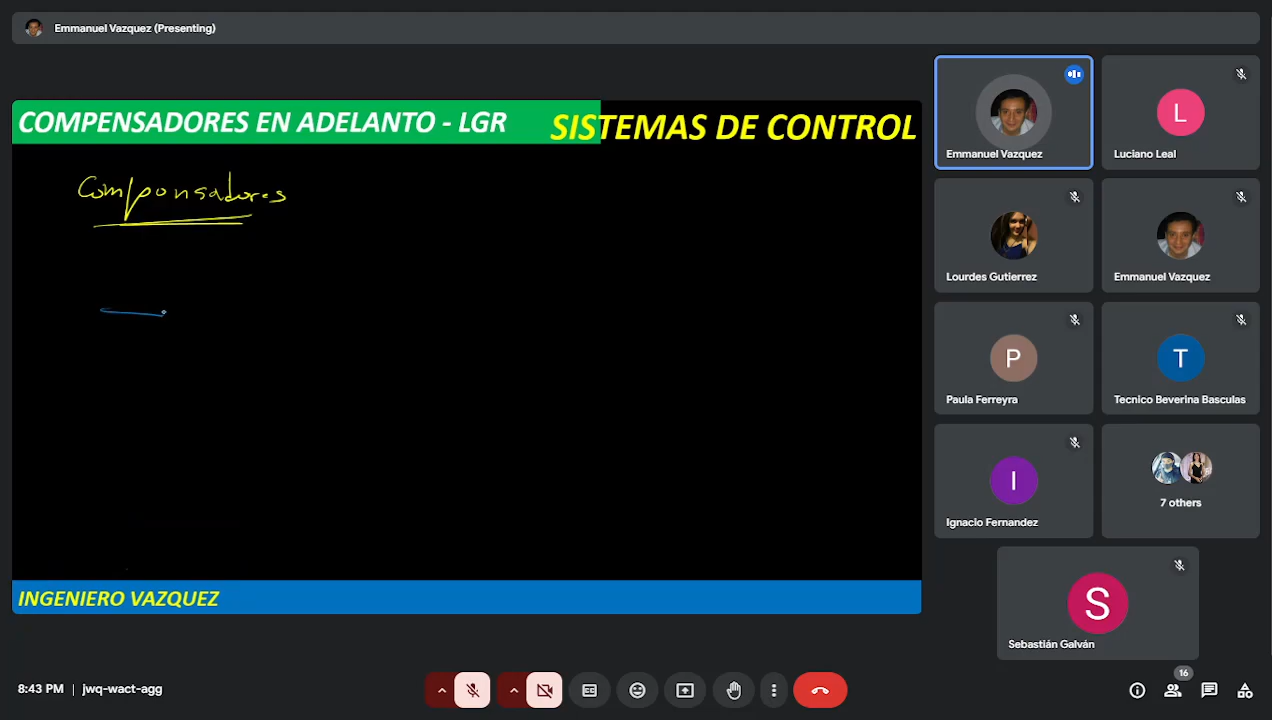 Emmanuel Vazquez (Presenting)
COMPENSADORES EN ADELANTO - LGR
SISTEMAS DE CONTROL
Compensadores
INGENIERO VAZQUEZ
Emmanuel Vazquez
L
Luciano Leal
Lourdes Gutierrez
Emmanuel Vazquez
P
Paula Ferreyra
T
Tecnico Beverina Basculas
I
Ignacio Fernandez
7 others
S
Sebastián Galván
8:43 PM | jwq-wact-agg
16